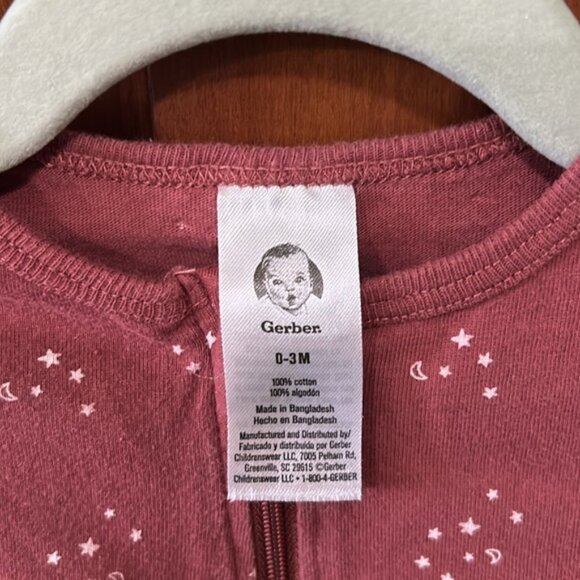 Gerber.
0-3 M
100% cotton
100% algodón
Made in Bangladesh
Hecho en Bangladesh
Manufactured and Distributed by/
Fabricado y distribuido por Gerber
Childrenswear LLC, 7005 Pelham Rd,
Greenville, SC 29615 ©Gerber
Childrenswear LLC • 1-800-4-GERBER